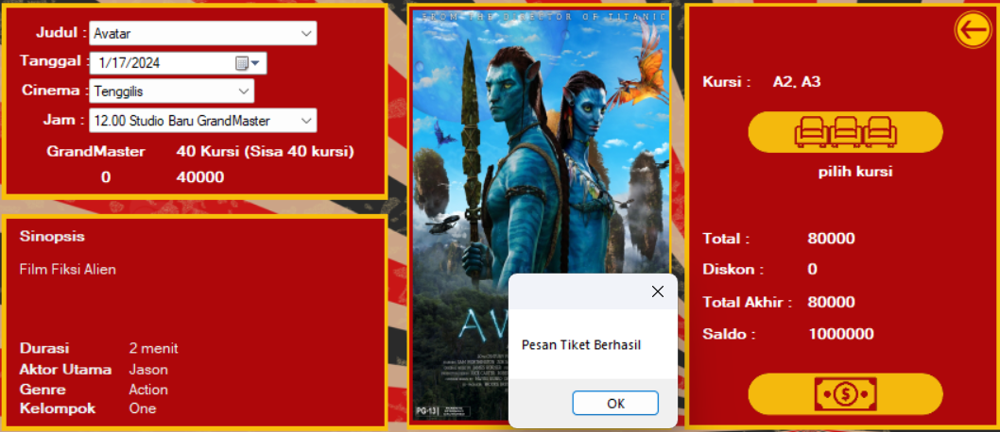 Judul : Avatar
Tanggal : 1/17/2024
Cinema : Tenggilis
Jam : 12.00 Studio Baru GrandMaster
GrandMaster 40 Kursi (Sisa 40 kursi)
0 40000
Sinopsis
Film Fiksi Alien
Durasi 2 menit
Aktor Utama Jason
Genre Action
Kelompok One
FROM THE OF TITANIC
AV
PG-13
Pesan Tiket Berhasil
OK
Kursi : A2, A3
pilih kursi
Total : 80000
Diskon : 0
Total Akhir : 80000
Saldo : 1000000